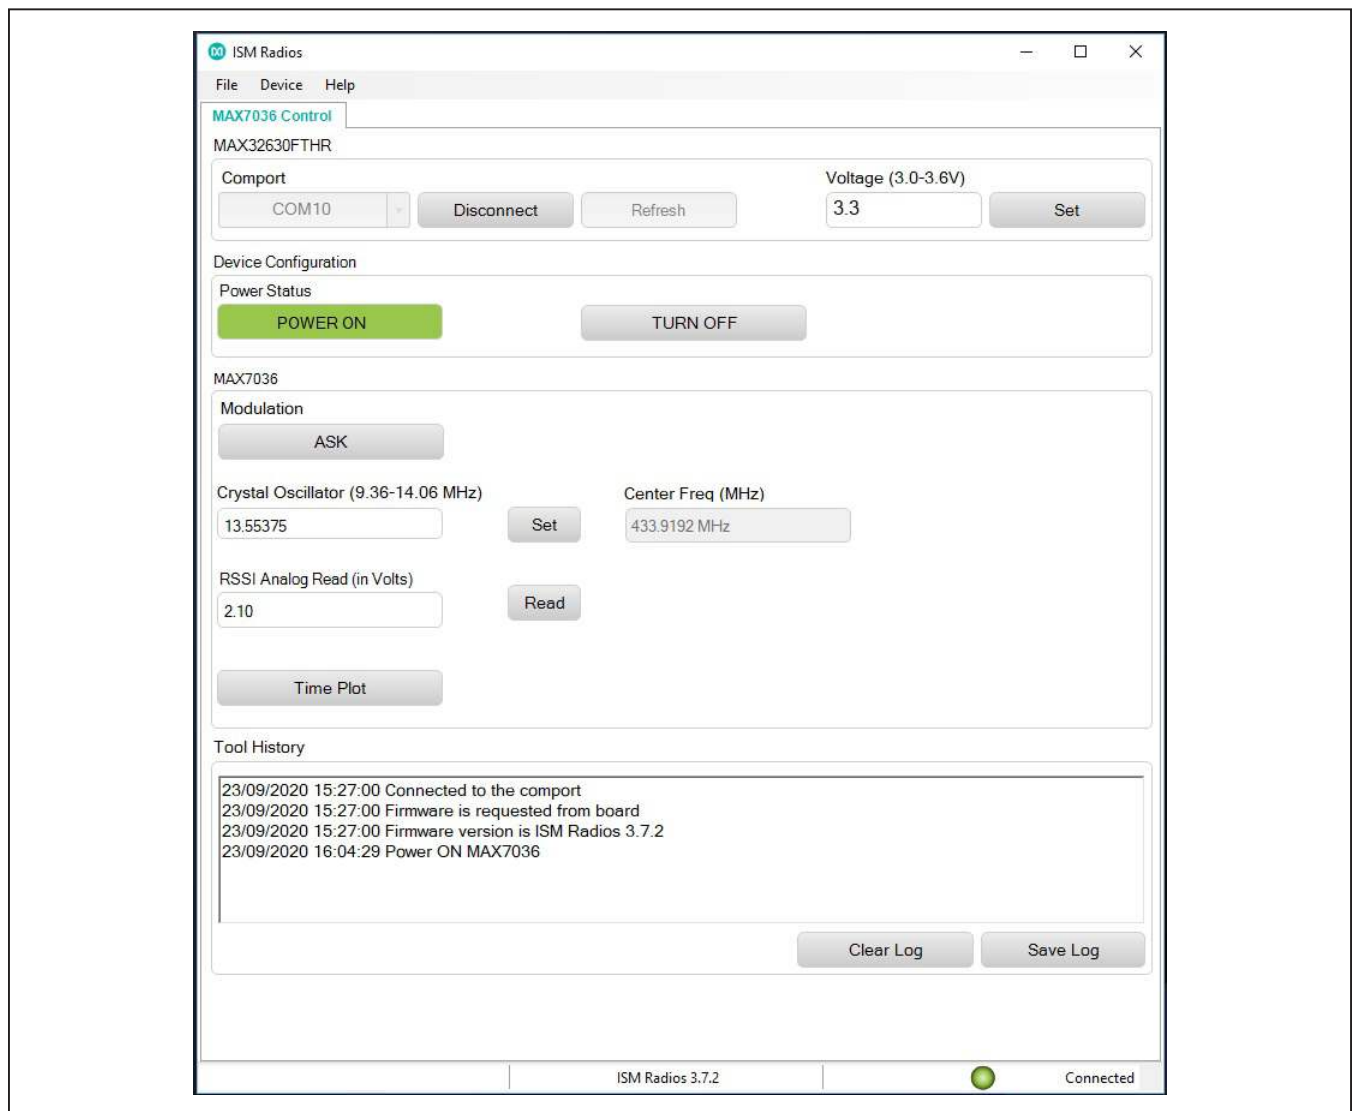 ISM Radios
File Device Help
MAX7036 Control
MAX32630FTHR
Comport Voltage (3.0-3.6V)
COM10 Disconnect Refresh 3.3 Set
Device Configuration
Power Status
POWER ON TURN OFF
MAX7036
Modulation
ASK
Crystal Oscillator (9.36-14.06 MHz) Center Freq (MHz)
13.55375 Set 433.9192 MHz
RSSI Analog Read (in Volts)
2.10 Read
Time Plot
Tool History
23/09/2020 15:27:00 Connected to the comport
23/09/2020 15:27:00 Firmware is requested from board
23/09/2020 15:27:00 Firmware version is ISM Radios 3.7.2
23/09/2020 16:04:29 Power ON MAX7036
Clear Log Save Log
ISM Radios 3.7.2 Connected